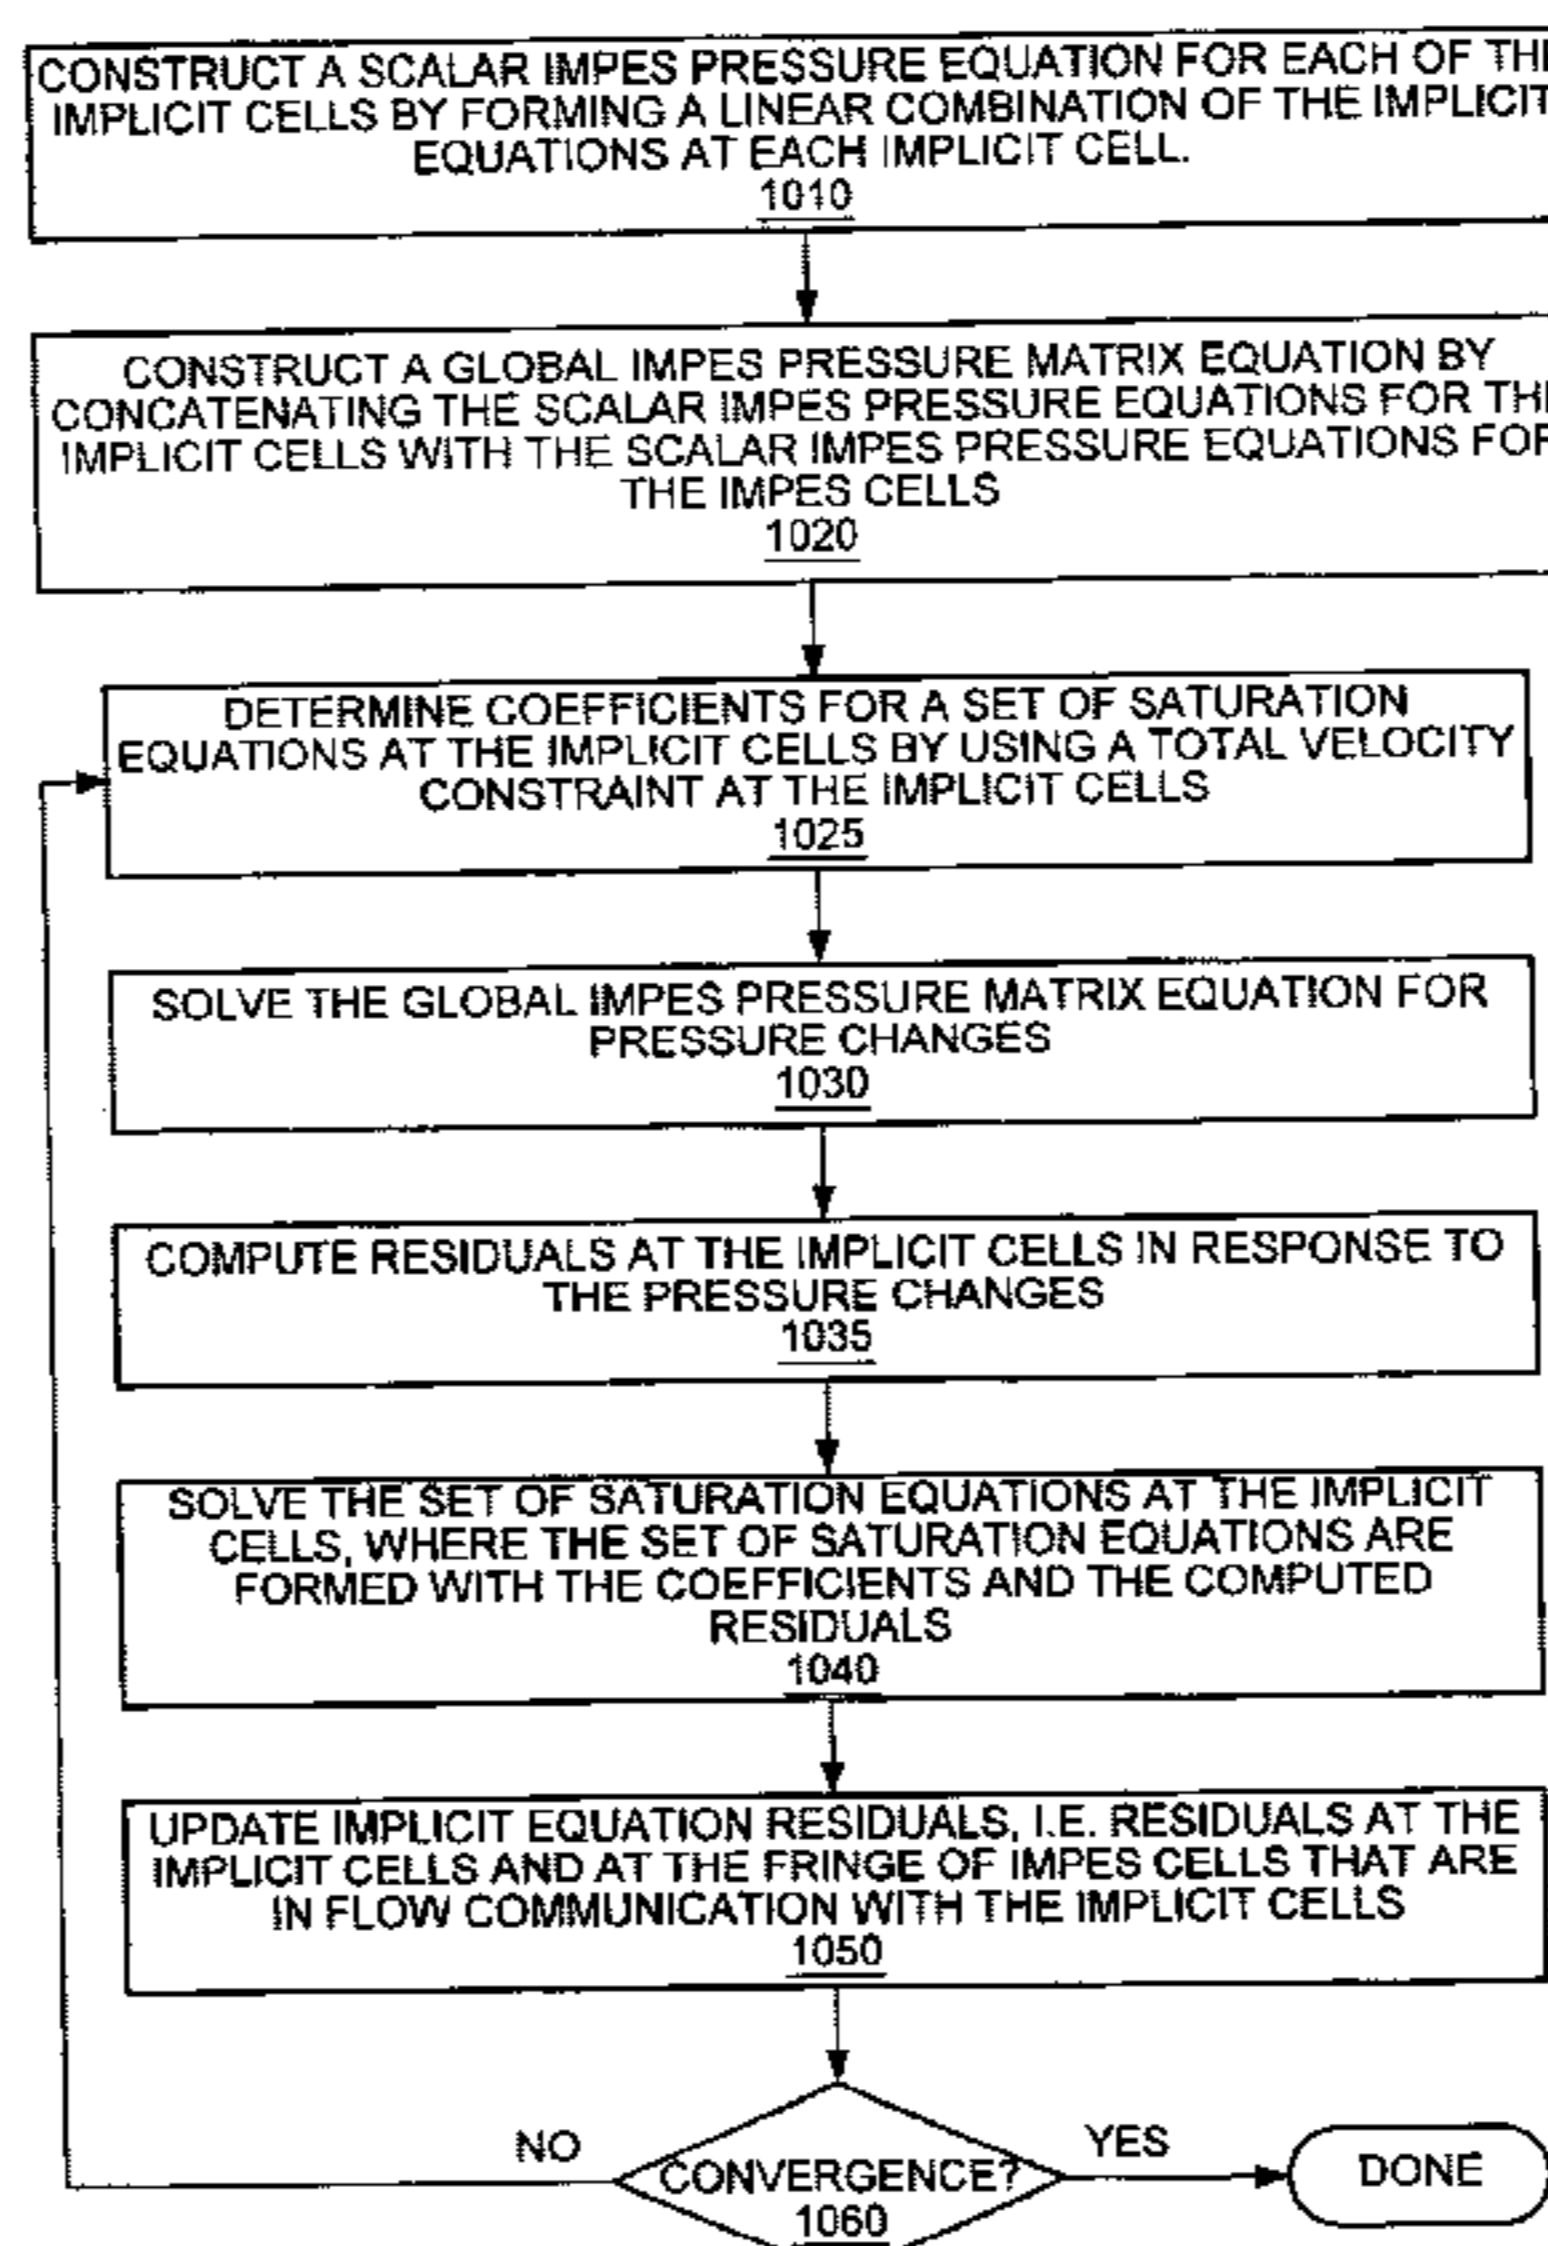 CONSTRUCT A SCALAR IMPES PRESSURE EQUATION FOR EACH OF TH
IMPLICIT CELLS BY FORMING A LINEAR COMBINATION OF THE IMPLICIT
EQUATIONS AT EACH IMPLICIT CELL.
1010
CONSTRUCT A GLOBAL IMPES PRESSURE MATRIX EQUATION BY
CONCATENATING THE SCALAR IMPES PRESSURE EQUATIONS FOR TH
IMPLICIT CELLS WITH THE SCALAR IMPES PRESSURE EQUATIONS FOR
THE IMPES CELLS
1020
DETERMINE COEFFICIENTS FOR A SET OF SATURATION
EQUATIONS AT THE IMPLICIT CELLS BY USING A TOTAL VELOCITY
CONSTRAINT AT THE IMPLICIT CELLS
1025
SOLVE THE GLOBAL IMPES PRESSURE MATRIX EQUATION FOR
PRESSURE CHANGES
1030
COMPUTE RESIDUALS AT THE IMPLICIT CELLS IN RESPONSE TO
THE PRESSURE CHANGES
1035
SOLVE THE SET OF SATURATION EQUATIONS AT THE IMPLICIT
CELLS, WHERE THE SET OF SATURATION EQUATIONS ARE
FORMED WITH THE COEFFICIENTS AND THE COMPUTED
RESIDUALS
1040
UPDATE IMPLICIT EQUATION RESIDUALS, I.E. RESIDUALS AT THE
IMPLICIT CELLS AND AT THE FRINGE OF IMPES CELLS THAT ARE
IN FLOW COMMUNICATION WITH THE IMPLICIT CELLS
1050
NO
YES
CONVERGENCE?
1060
DONE